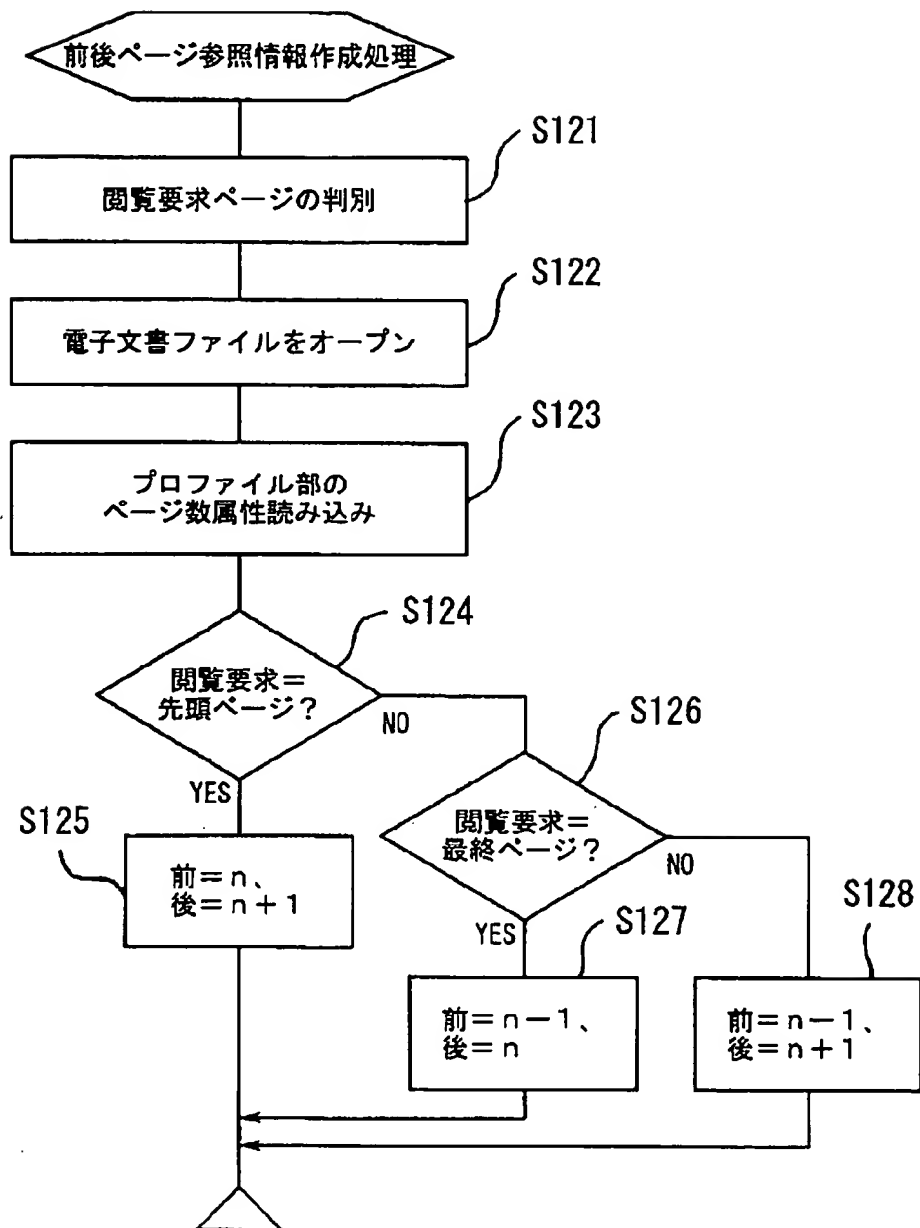 前後ページ参照情報作成処理
S121
閲覧要求ページの判別
S122
電子文書ファイルをオープン
S123
プロファイル部の
ページ数属性読み込み
S124
閲覧要求=
先頭ページ?
NO
YES
S126
閲覧要求=
最終ページ?
NO
YES
S125
前=n、
後=n+1
S127
前=n-1、
後=n
S128
前=n-1、
後=n+1